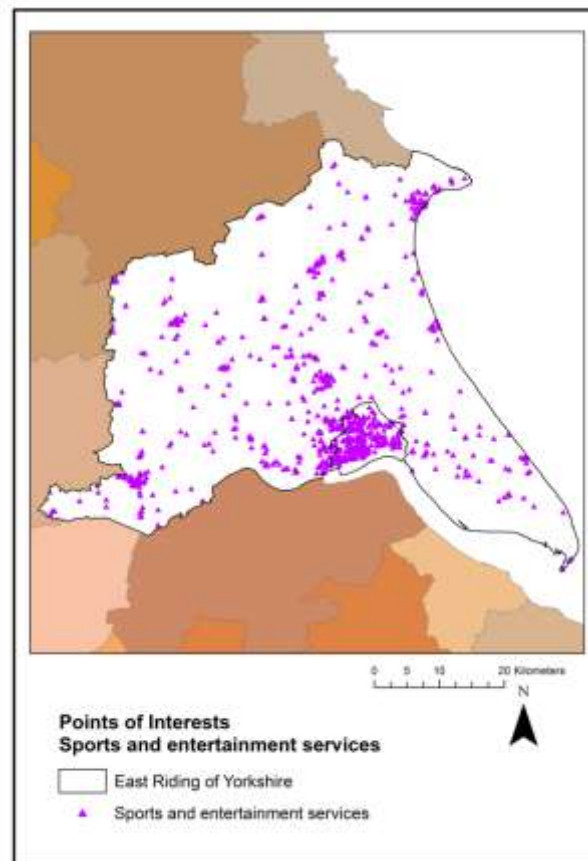 0 5 10 20 Kilometers
N
Points of Interests
Sports and entertainment services
East Riding of Yorkshire
Sports and entertainment services